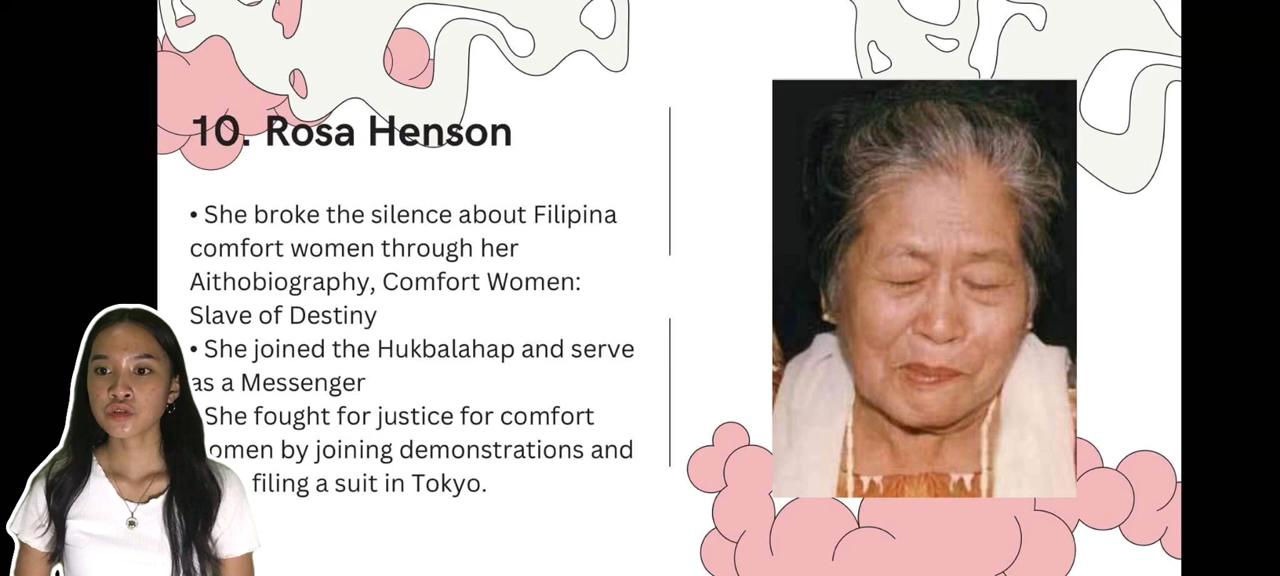 10. Rosa Henson
• She broke the silence about Filipina
comfort women through her
Aithobiography, Comfort Women:
Slave of Destiny
• She joined the Hukbalahap and serve
as a Messenger
She fought for justice for comfort
omen by joining demonstrations and
filing a suit in Tokyo.